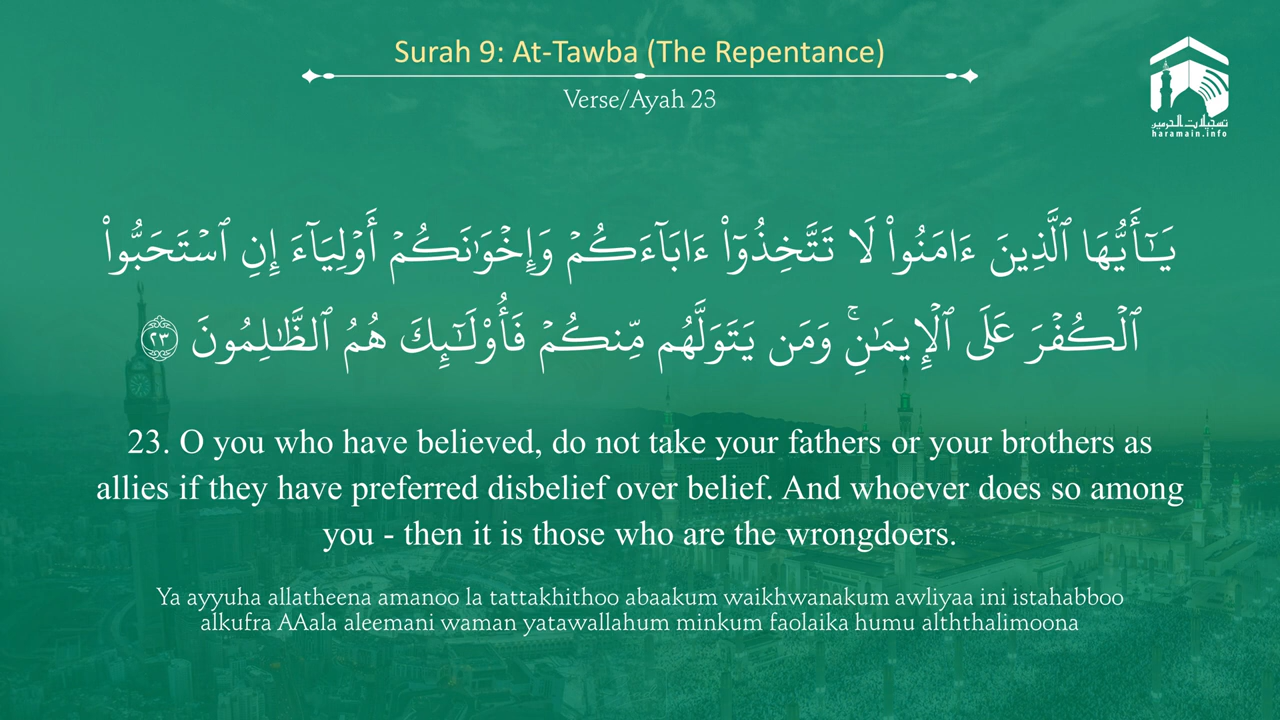 Surah 9: At-Tawba (The Repentance)
Verse/Ayah 23
تسجيلات الحرمين
haramain.info
يَـٰٓأَيُّهَا ٱلَّذِينَ ءَامَنُوا۟ لَا تَتَّخِذُوٓا۟ ءَابَآءَكُمْ وَإِخْوَٰنَكُمْ أَوْلِيَآءَ إِنِ ٱسْتَحَبُّوا۟
ٱلْكُفْرَ عَلَى ٱلْإِيمَـٰنِ ۚ وَمَن يَتَوَلَّهُم مِّنكُمْ فَأُو۟لَـٰٓئِكَ هُمُ ٱلظَّـٰلِمُونَ ٢٣
23. O you who have believed, do not take your fathers or your brothers as
allies if they have preferred disbelief over belief. And whoever does so among
you - then it is those who are the wrongdoers.
Ya ayyuha allatheena amanoo la tattakhithoo abaakum waikhwanakum awliyaa ini istahabboo
alkufra AAala aleemani waman yatawallahum minkum faolaika humu alththalimoona